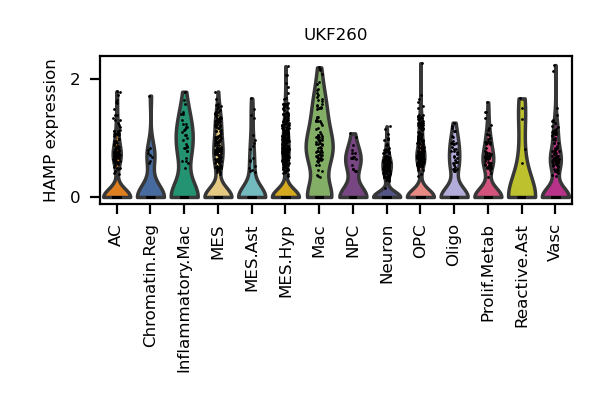 UKF260
HAMP expression
2
0
AC
Chromatin.Reg
Inflammatory.Mac
MES
MES.Ast
MES.Hyp
Mac
NPC
Neuron
OPC
Oligo
Prolif.Metab
Reactive.Ast
Vasc